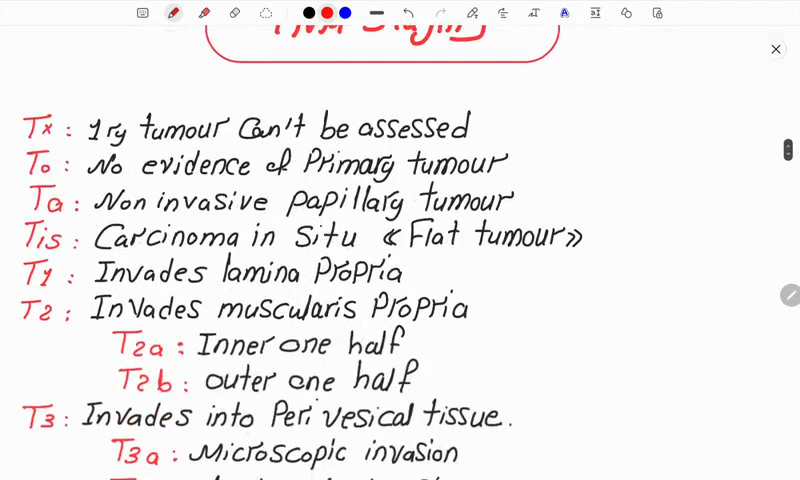 TNM Staging
Tx : 1ry tumour Can't be assessed
To : No evidence of Primary tumour
Ta : Non invasive papillary tumour
Tis : Carcinoma in Situ « Flat tumour »
T1 : Invades lamina Propria
T2 : Invades muscularis Propria
T2a : Inner one half
T2b : outer one half
T3 : Invades into Peri vesical tissue.
T3a : Microscopic invasion